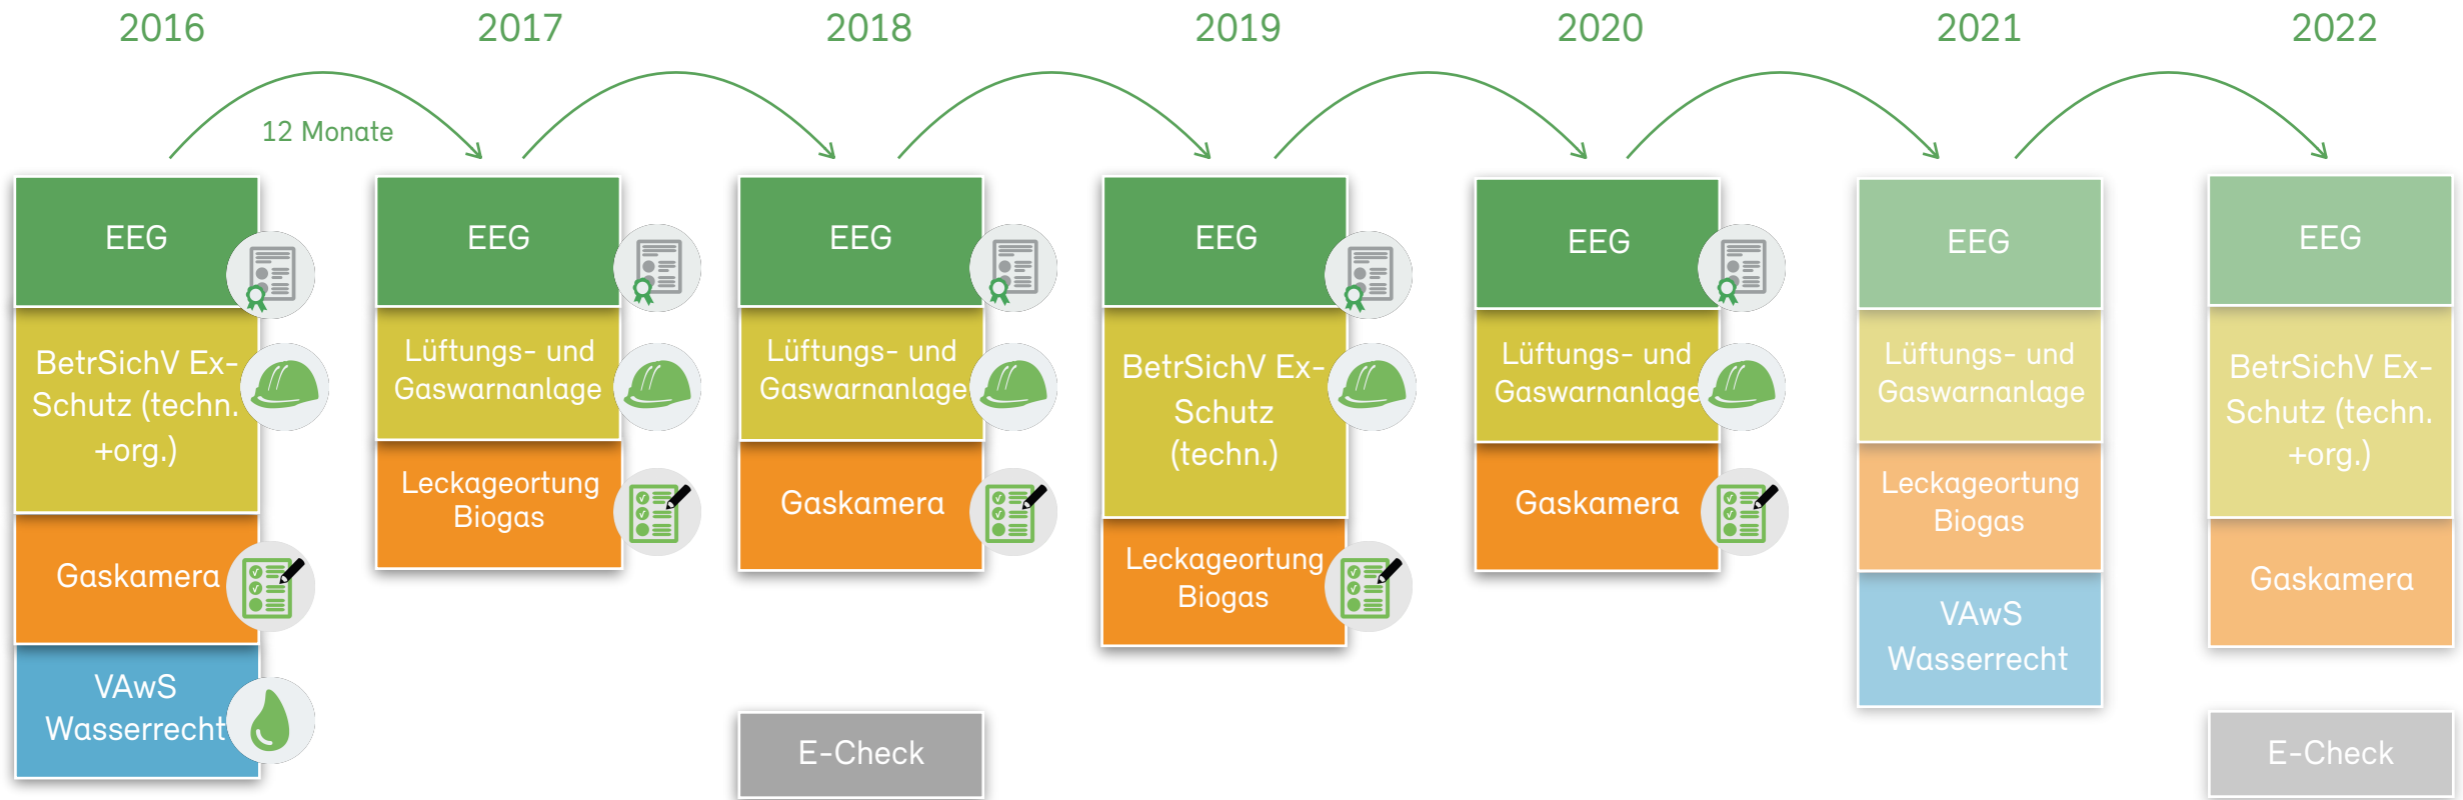 2016
2017
2018
2019
2020
2021
2022
12 Monate
EEG
BetrSichV Ex-
Schutz (techn.
+org.)
Gaskamera
VAwS
Wasserrecht
EEG
Lüftungs- und
Gaswarnanlage
Leckageortung
Biogas
EEG
Lüftungs- und
Gaswarnanlage
Gaskamera
E-Check
EEG
BetrSichV Ex-
Schutz
(techn.)
Leckageortung
Biogas
EEG
Lüftungs- und
Gaswarnanlage
Gaskamera
EEG
Lüftungs- und
Gaswarnanlage
Leckageortung
Biogas
VAwS
Wasserrecht
EEG
BetrSichV Ex-
Schutz (techn.
+org.)
Gaskamera
E-Check